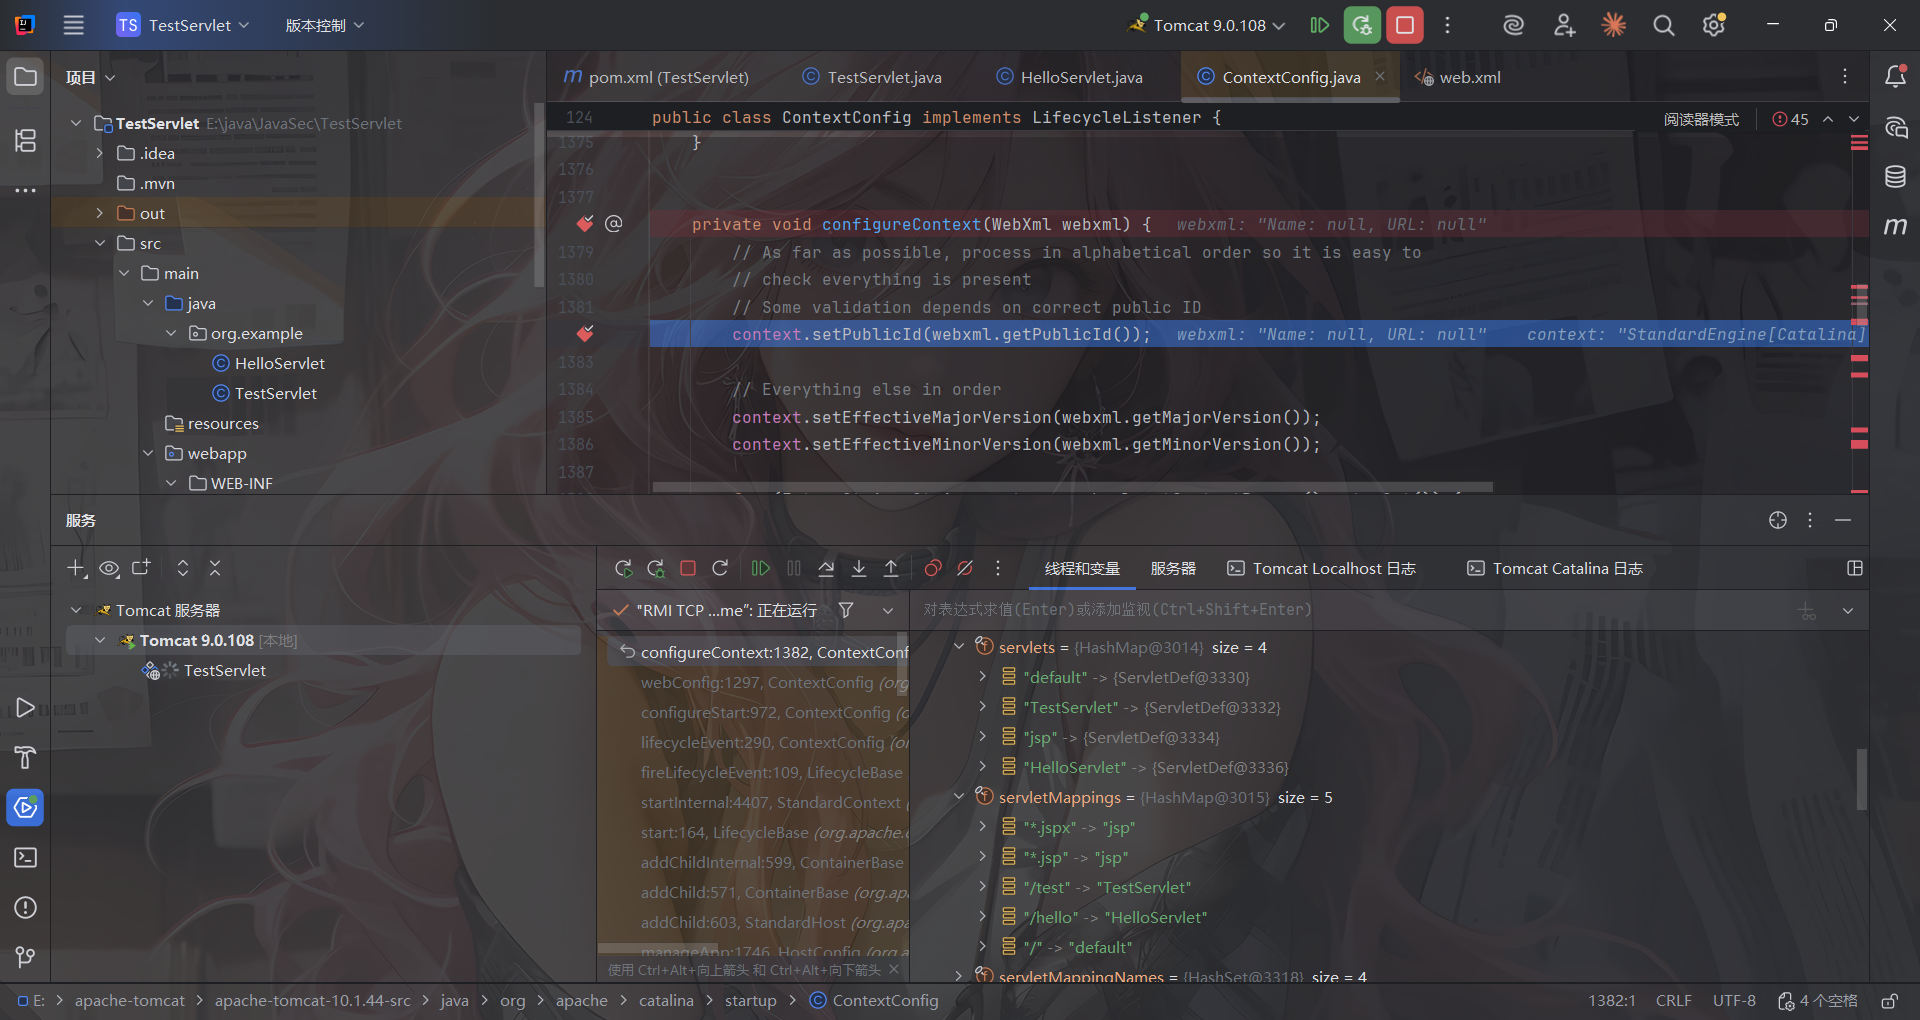 TS TestServlet 版本控制 Tomcat 9.0.108
项目
TestServlet E:\java\JavaSec\TestServlet
.idea
.mvn
out
src
main
java
org.example
HelloServlet
TestServlet
resources
webapp
WEB-INF
pom.xml (TestServlet) TestServlet.java HelloServlet.java ContextConfig.java web.xml
124 public class ContextConfig implements LifecycleListener { 阅读器模式 45
1375 }
1376
1377
private void configureContext(WebXml webxml) { webxml: "Name: null, URL: null"
1379 // As far as possible, process in alphabetical order so it is easy to
1380 // check everything is present
1381 // Some validation depends on correct public ID
context.setPublicId(webxml.getPublicId()); webxml: "Name: null, URL: null" context: "StandardEngine[Catalina]
1383
1384 // Everything else in order
1385 context.setEffectiveMajorVersion(webxml.getMajorVersion());
1386 context.setEffectiveMinorVersion(webxml.getMinorVersion());
1387
服务
Tomcat 服务器
Tomcat 9.0.108 [本地]
TestServlet
线程和变量 服务器 Tomcat Localhost 日志 Tomcat Catalina 日志
"RMI TCP ...me": 正在运行
configureContext:1382, ContextConf
webConfig:1297, ContextConfig (org
configureStart:972, ContextConfig (o
lifecycleEvent:290, ContextConfig (or
fireLifecycleEvent:109, LifecycleBase
startInternal:4407, StandardContext (
start:164, LifecycleBase (org.apache.c
addChildInternal:599, ContainerBase
addChild:571, ContainerBase (org.apa
addChild:603, StandardHost (org.apa
manageApp:1746, HostConfig (org.a
使用 Ctrl+Alt+向上箭头 和 Ctrl+Alt+向下箭头
对表达式求值(Enter)或添加监视(Ctrl+Shift+Enter)
servlets = {HashMap@3014} size = 4
"default" -> {ServletDef@3330}
"TestServlet" -> {ServletDef@3332}
"jsp" -> {ServletDef@3334}
"HelloServlet" -> {ServletDef@3336}
servletMappings = {HashMap@3015} size = 5
"*.jspx" -> "jsp"
"*.jsp" -> "jsp"
"/test" -> "TestServlet"
"/hello" -> "HelloServlet"
"/" -> "default"
servletMappingNames = {HashSet@3318} size = 4
E: > apache-tomcat > apache-tomcat-10.1.44-src > java > org > apache > catalina > startup > ContextConfig 1382:1 CRLF UTF-8 4 个空格